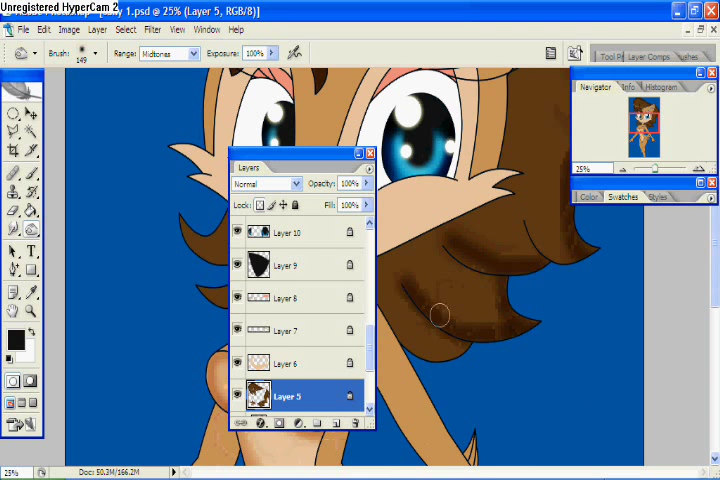 Unregistered HyperCam 2
1.psd @ 25% (Layer 5, RGB/8)]
File Edit Image Layer Select Filter View Window Help
Brush: 149 Range: Midtones Exposure: 100%
Tool Layer Comps
Navigator Info Histogram
25%
Color Swatches Styles
Layers
Normal Opacity: 100%
Lock: Fill: 100%
Layer 10
Layer 9
Layer 8
Layer 7
Layer 6
Layer 5
25% Doc: 50.3M/166.2M